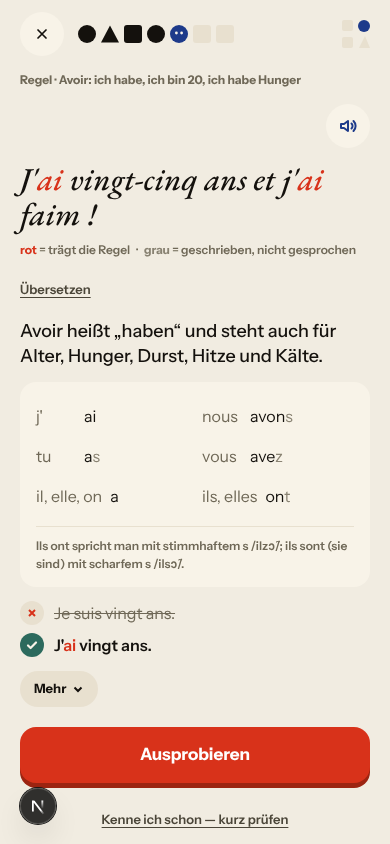 Regel · Avoir: ich habe, ich bin 20, ich habe Hunger
J'ai vingt-cinq ans et j'ai
faim !
rot = trägt die Regel · grau = geschrieben, nicht gesprochen
Übersetzen
Avoir heißt „haben“ und steht auch für
Alter, Hunger, Durst, Hitze und Kälte.
j' ai nous avons
tu as vous avez
il, elle, on a ils, elles ont
Ils ont spricht man mit stimmhaftem s /ilzɔ̃/; ils sont (sie
sind) mit scharfem s /ilsɔ̃/.
Je suis vingt ans.
J'ai vingt ans.
Mehr
Ausprobieren
N
Kenne ich schon — kurz prüfen